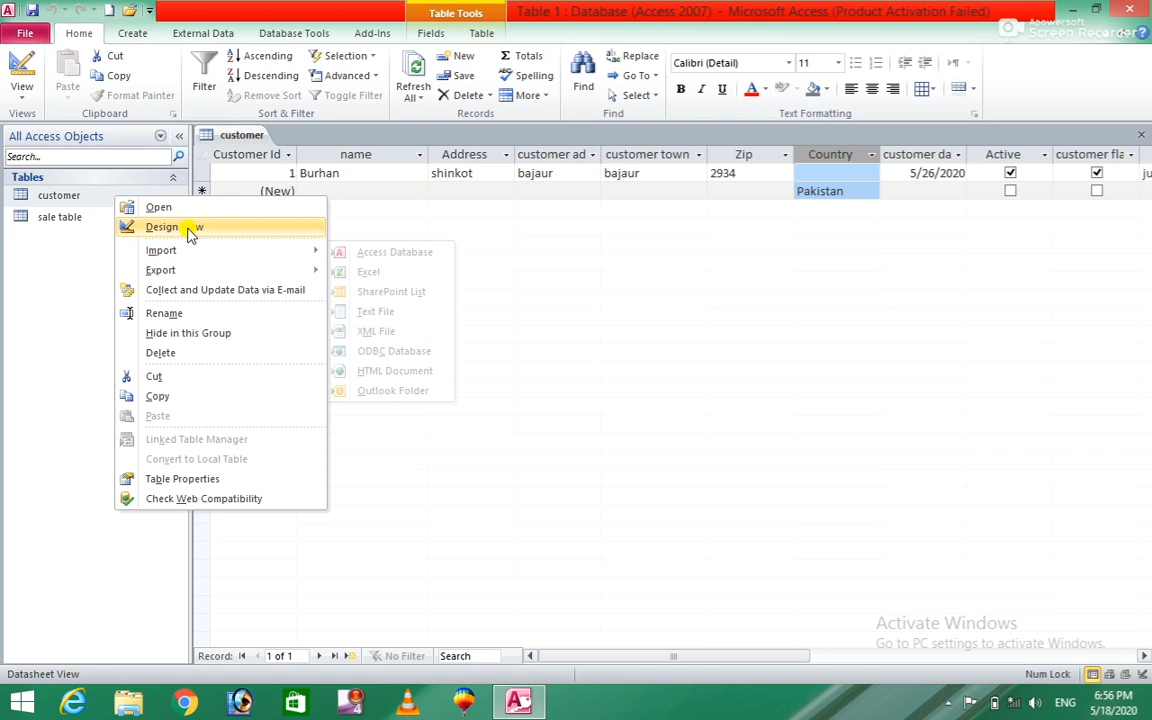 Table Tools
Table 1 : Database (Access 2007) - Microsoft Access (Product Activation Failed)
Apowersoft
Screen Recorder
File Home Create External Data Database Tools Add-Ins Fields Table
View
Views
Paste
Cut
Copy
Format Painter
Clipboard
Filter
Ascending
Descending
Remove Sort
Selection
Advanced
Toggle Filter
Sort & Filter
Refresh
All
New
Save
Delete
Totals
Spelling
More
Records
Find
Replace
Go To
Select
Find
Calibri (Detail) 11
B I U A
Text Formatting
All Access Objects
Search...
Tables
customer
sale table
customer
Customer Id name Address customer ad customer town Zip Country customer da Active customer fla
1 Burhan shinkot bajaur bajaur 2934 5/26/2020 ju
(New) Pakistan
Open
Design
Import
Export
Collect and Update Data via E-mail
Rename
Hide in this Group
Delete
Cut
Copy
Paste
Linked Table Manager
Convert to Local Table
Table Properties
Check Web Compatibility
Access Database
Excel
SharePoint List
Text File
XML File
ODBC Database
HTML Document
Outlook Folder
Activate Windows
Go to PC settings to activate Windows.
Record: 1 of 1 No Filter Search
Datasheet View
Num Lock
ENG
6:56 PM
5/18/2020